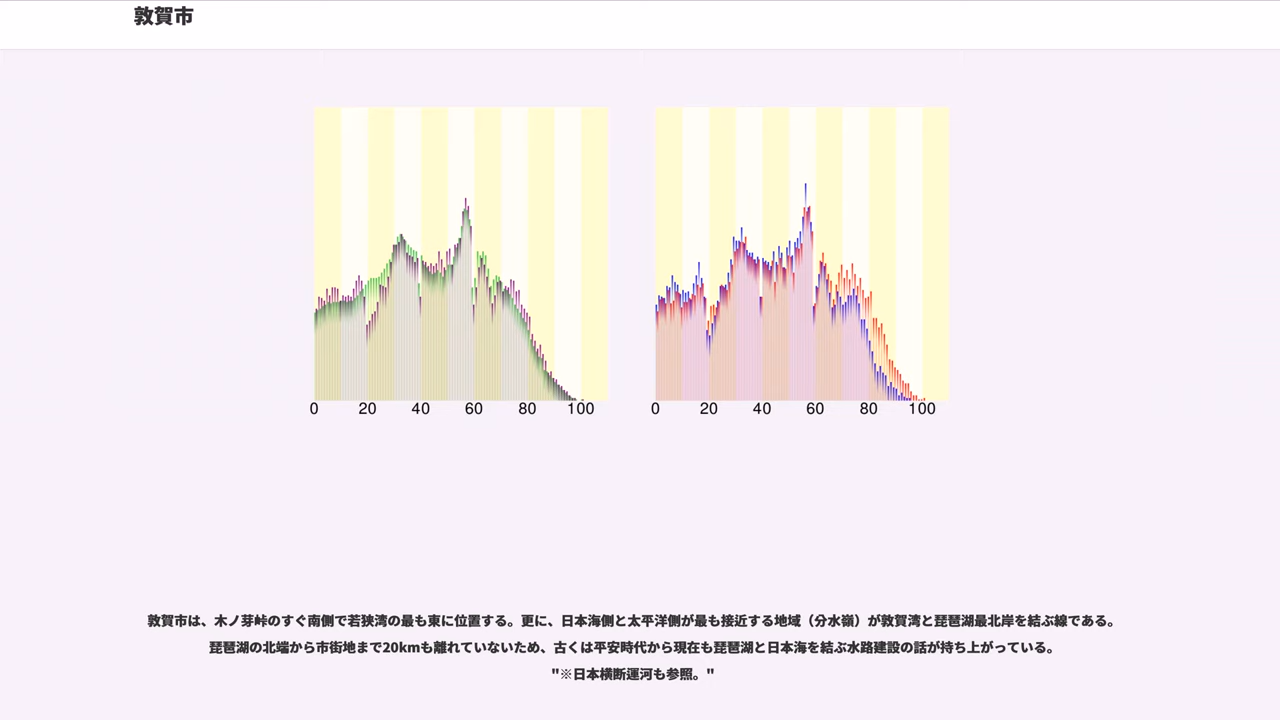 敦賀市
0 20 40 60 80 100
0 20 40 60 80 100
敦賀市は、木ノ芽峠のすぐ南側で若狭湾の最も東に位置する。更に、日本海側と太平洋側が最も接近する地域（分水嶺）が敦賀湾と琵琶湖最北岸を結ぶ線である。
琵琶湖の北端から市街地まで20kmも離れていないため、古くは平安時代から現在も琵琶湖と日本海を結ぶ水路建設の話が持ち上がっている。
"※日本横断運河も参照。"